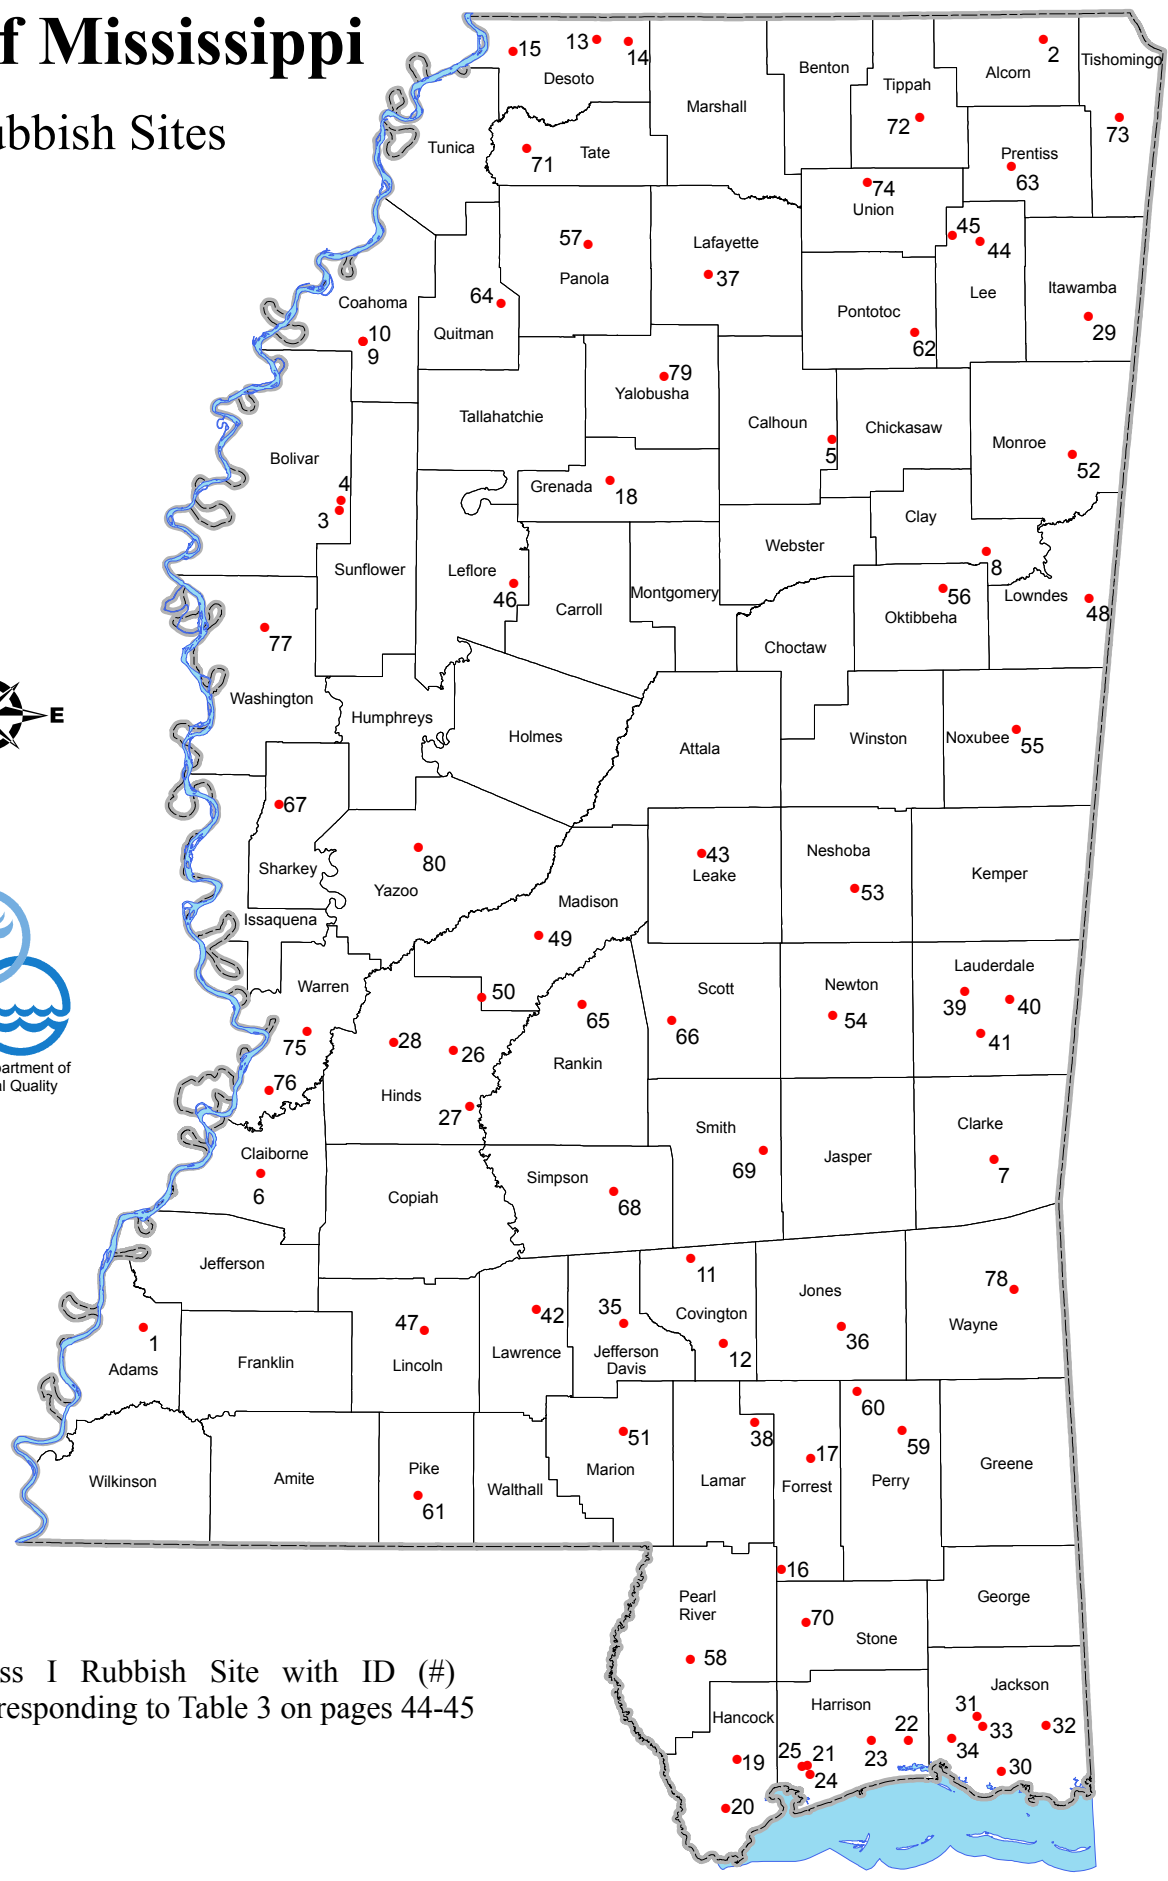 f Mississippi
ubbish Sites
15
13
14
Desoto
Marshall
Benton
Tippah
72
Alcorn
2
Tishomingo
73
Tunica
71
Tate
Prentiss
63
74
Union
45
44
Lee
57
Panola
Lafayette
37
Pontotoc
62
Itawamba
29
Coahoma
10
9
64
Quitman
79
Yalobusha
Tallahatchie
Calhoun
5
Chickasaw
Monroe
52
Bolivar
4
3
Grenada
18
Clay
8
Webster
Sunflower
Leflore
46
Carroll
Montgomery
56
Oktibbeha
Lowndes
48
77
Choctaw
Washington
Humphreys
E
Holmes
Attala
Winston
Noxubee
55
67
Sharkey
80
Yazoo
43
Leake
Neshoba
53
Kemper
Issaquena
Madison
49
Warren
50
Scott
66
Newton
54
Lauderdale
39
40
41
75
28
26
65
Rankin
76
Hinds
27
artment of
al Quality
Smith
69
Jasper
Clarke
7
Claiborne
6
Copiah
Simpson
68
Jefferson
11
Covington
12
Jones
36
78
Wayne
1
Adams
Franklin
47
Lincoln
42
Lawrence
35
Jefferson
Davis
60
59
Perry
51
Marion
38
Lamar
17
Forrest
Greene
Wilkinson
Amite
Pike
61
Walthall
16
Pearl
River
58
70
Stone
George
ss I Rubbish Site with ID (#)
responding to Table 3 on pages 44-45
Hancock
19
20
Harrison
25
21
24
23
22
Jackson
31
33
32
34
30